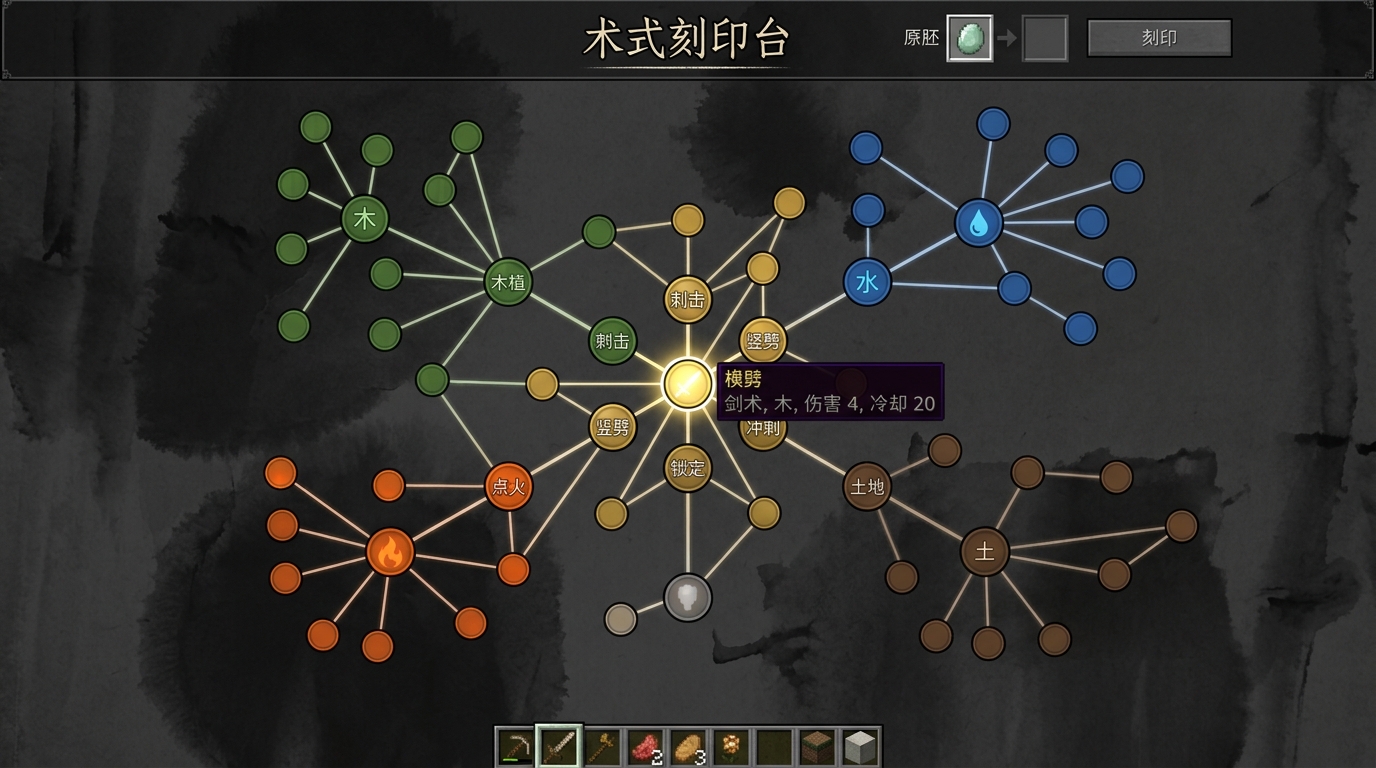 术式刻印台
原胚
刻印
木
木植
刺击
刺击
竖劈
水
横劈
剑术, 木, 伤害 4, 冷却 20
竖劈
冲刺
锁定
点火
土地
土
2
3